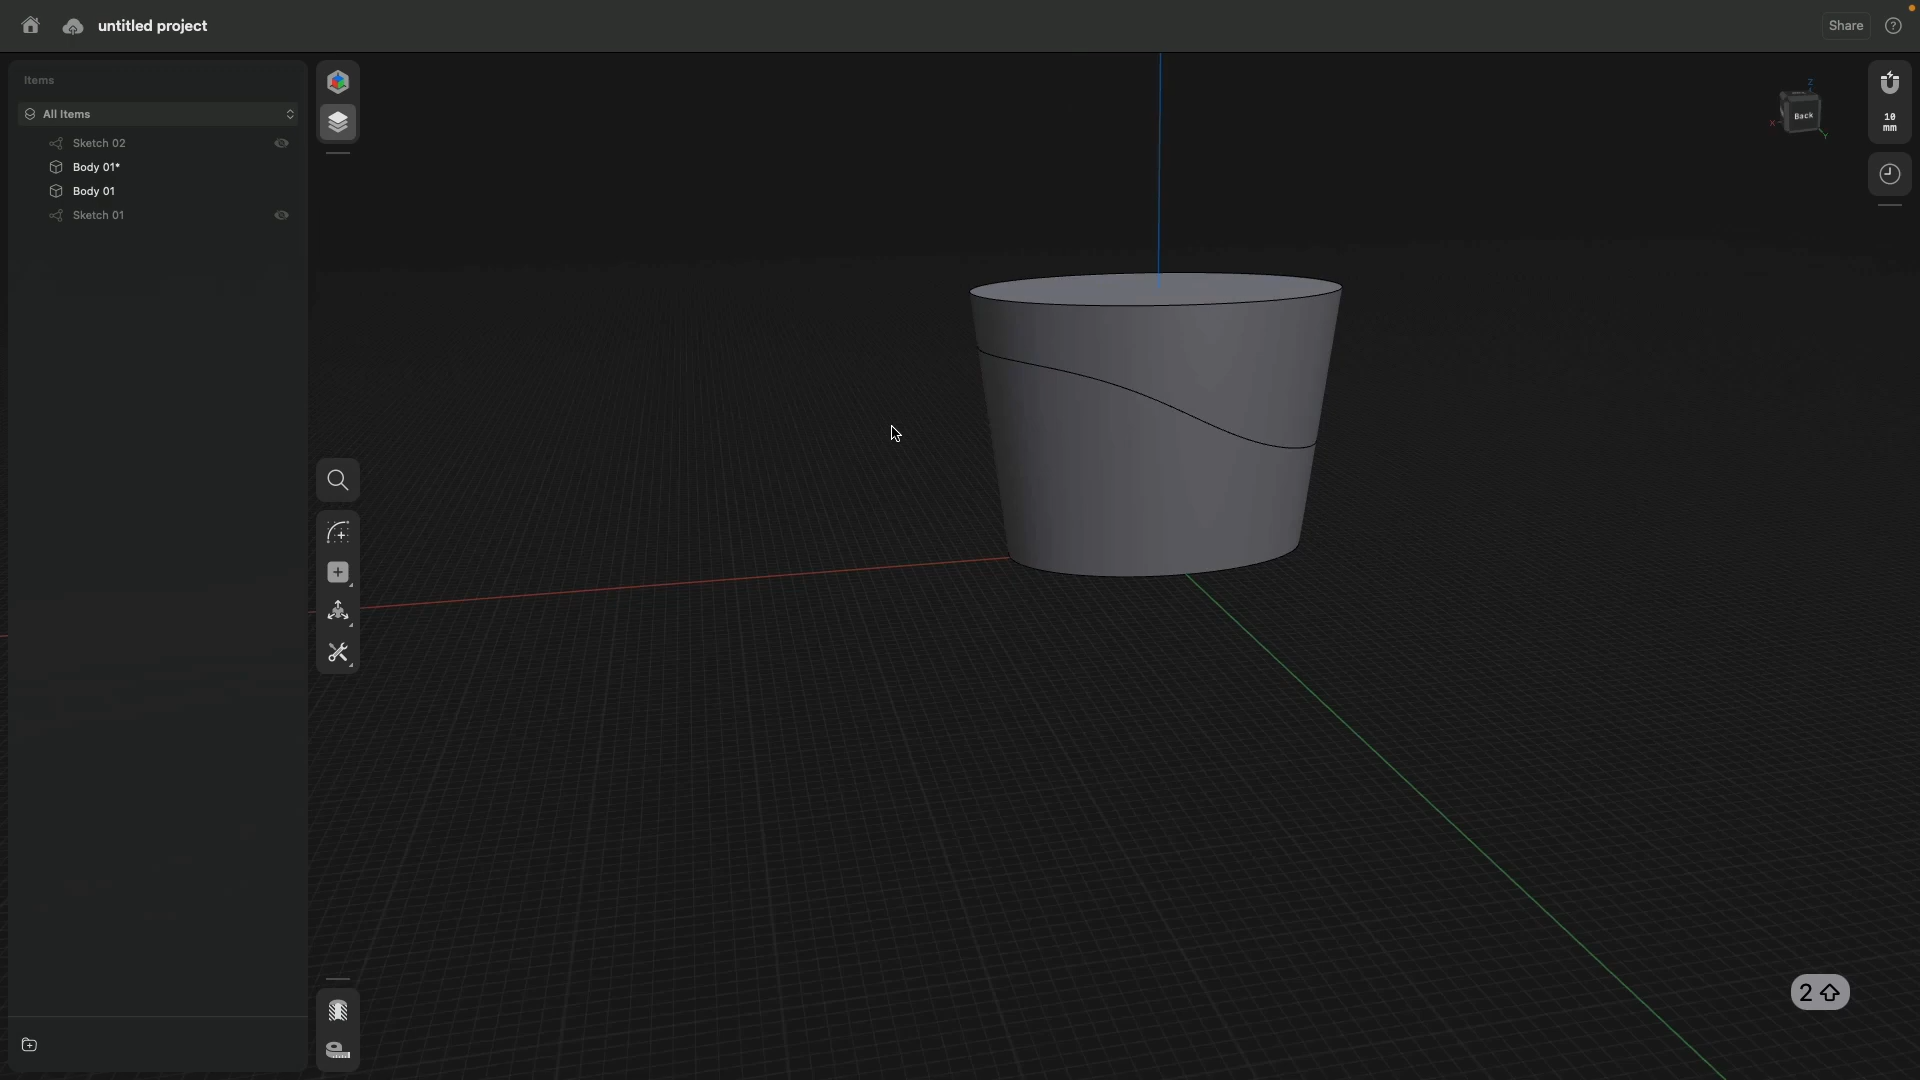 untitled project
Share
Items
All Items
Sketch 02
Body 01*
Body 01
Sketch 01
Z
Back
X
Y
10
mm
2